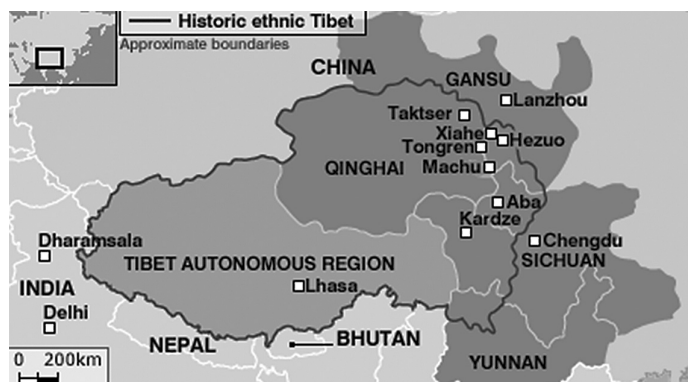 Historic ethnic Tibet
Approximate boundaries
CHINA
GANSU
Lanzhou
Taktser
Xiahe
Hezuo
Tongren
QINGHAI
Machu
Aba
Kardze
Dharamsala
Chengdu
TIBET AUTONOMOUS REGION
SICHUAN
INDIA
Lhasa
Delhi
NEPAL
BHUTAN
0 200km
YUNNAN